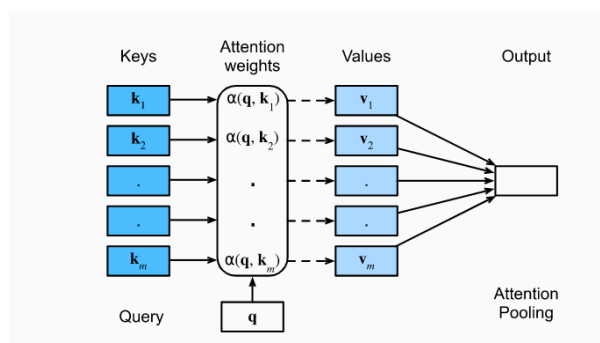 Keys
Attention
weights
Values
Output
k₁
α(q, k₁)
v₁
k₂
α(q, k₂)
v₂
.
.
.
.
.
.
kₘ
α(q, kₘ)
vₘ
Query
q
Attention
Pooling